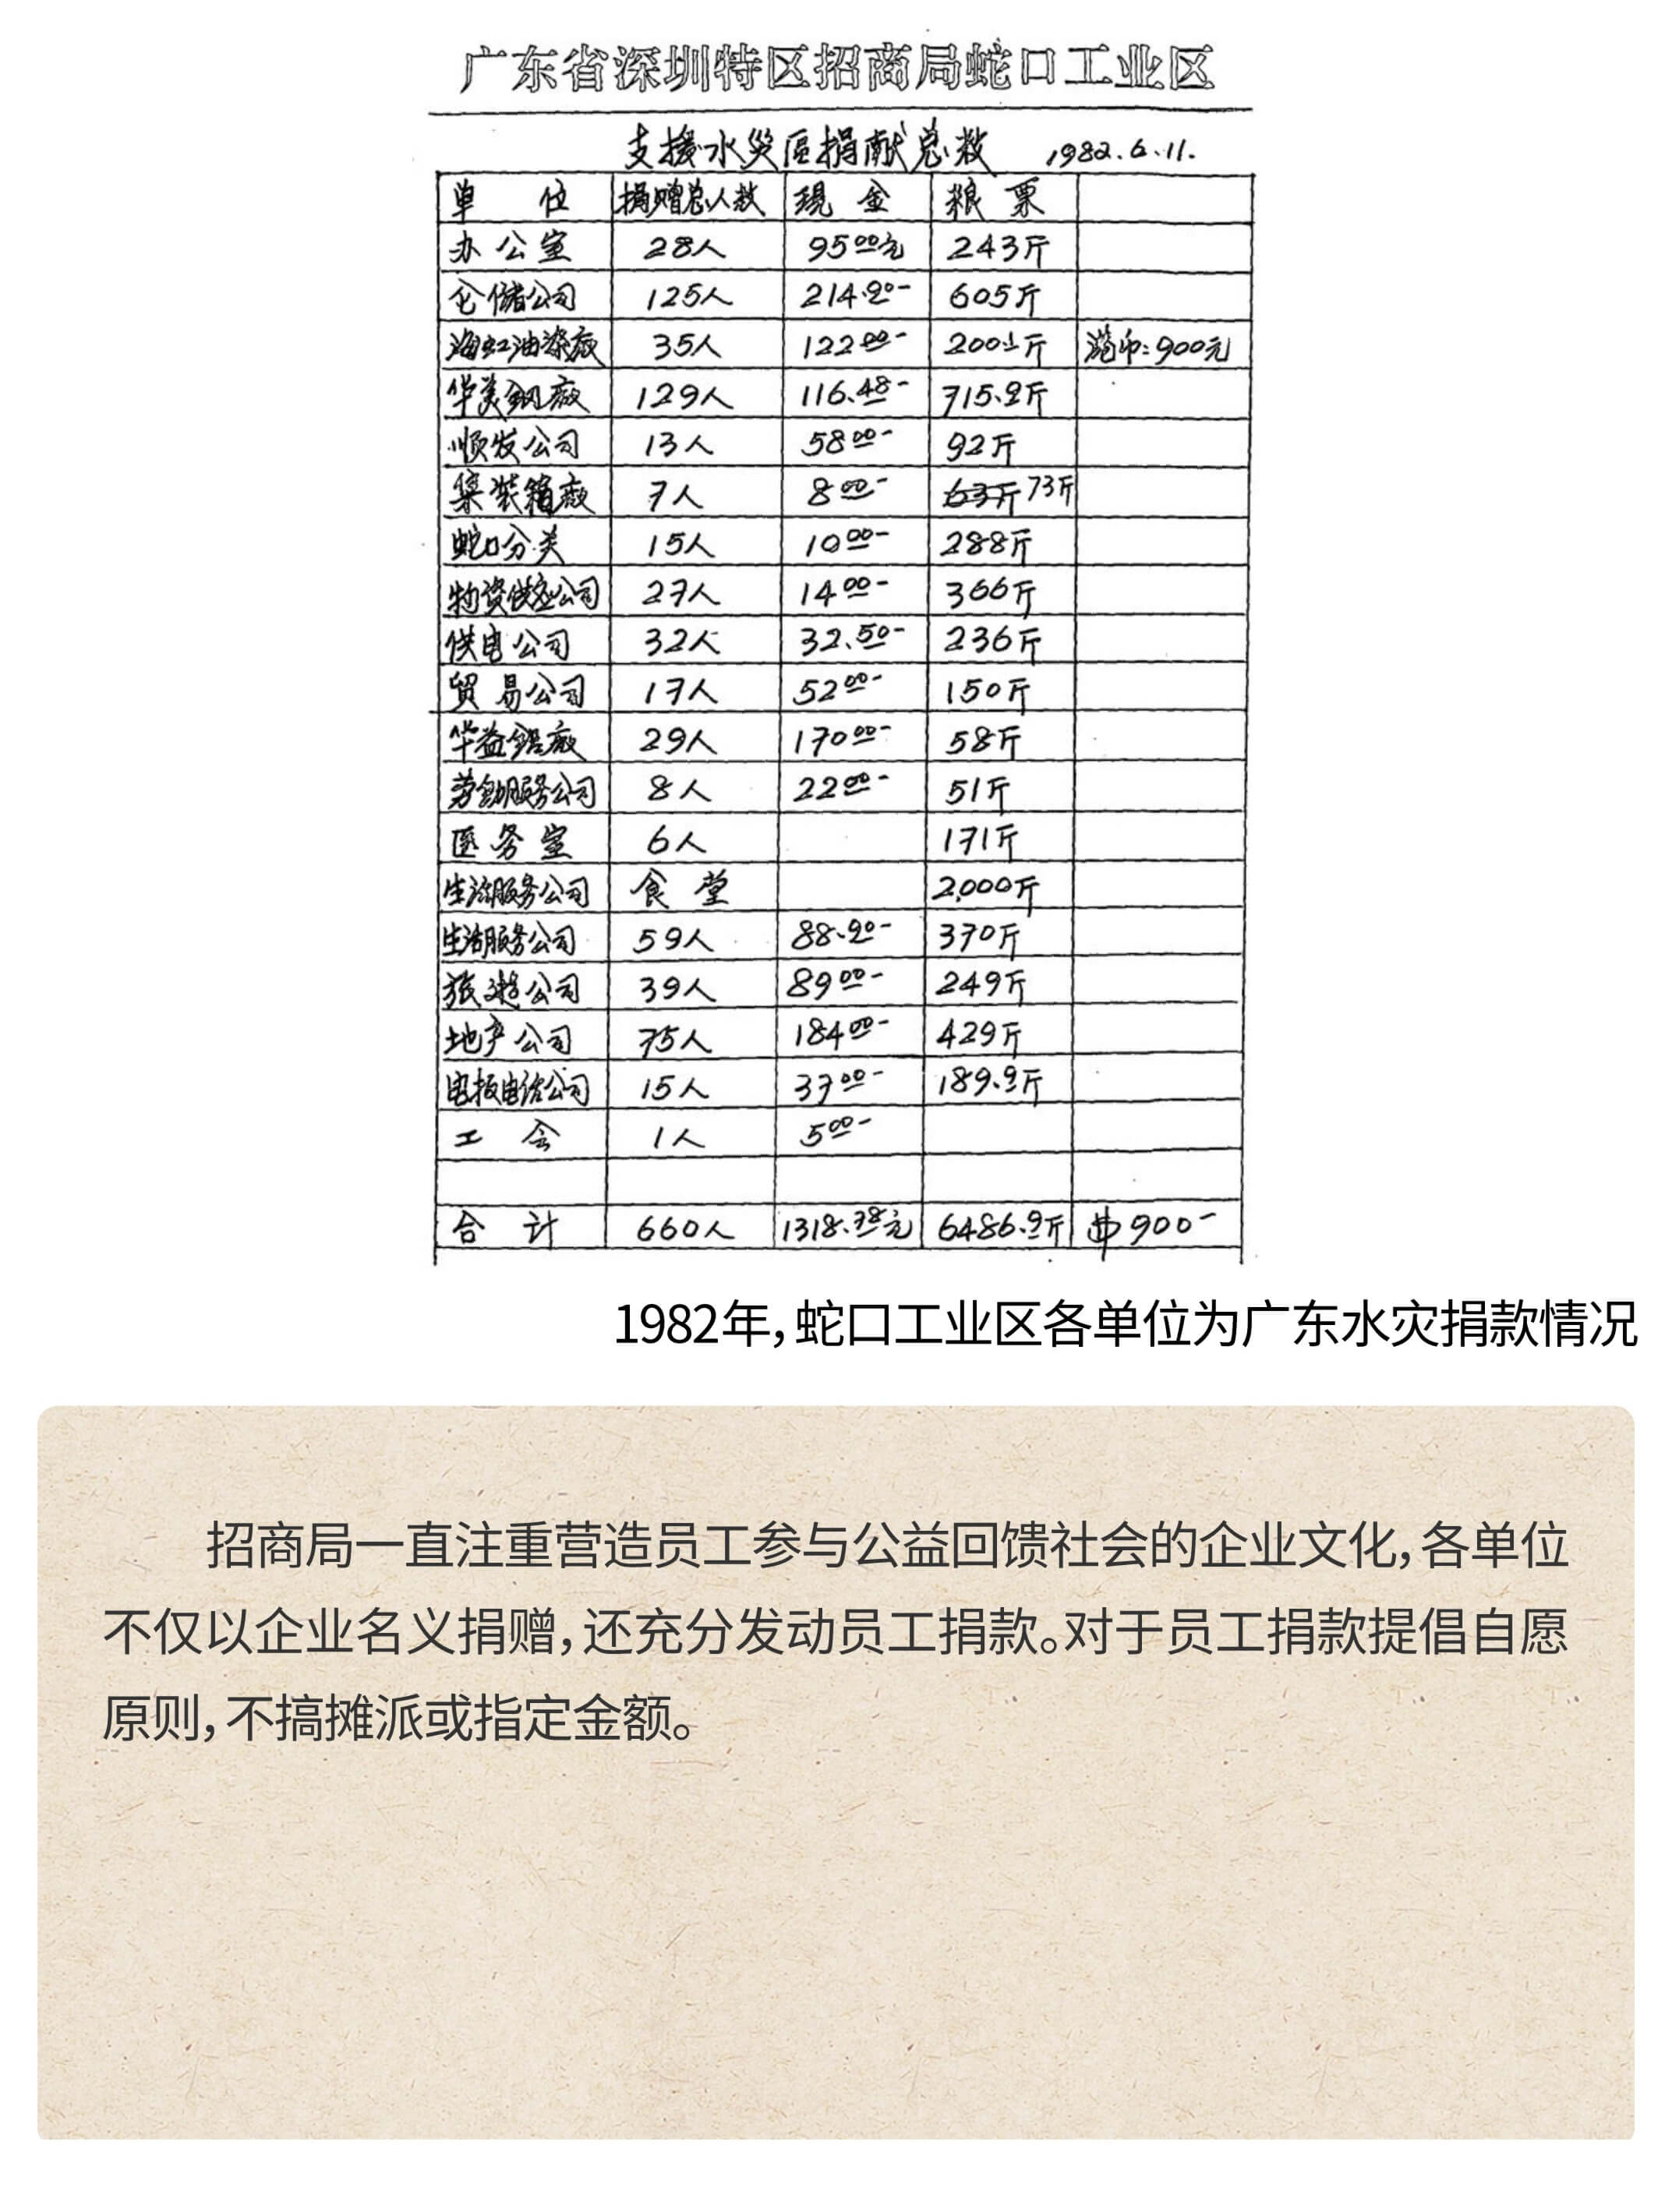 广东省深圳特区招商局蛇口工业区
支援水災區捐献总数 1982.6.11.
单 位 捐赠总人数 現 金 粮 票
办公室 28人 95.00元 243斤
仓储公司 125人 214.20- 605斤
海虹油漆廠 35人 122.00- 200斤 港币:900元
华美鋼廠 129人 116.48- 715.2斤
顺发公司 13人 58.00- 92斤
集装箱廠 7人 8.00- 63斤 73斤
蛇口分关 15人 10.00- 288斤
物资供应公司 27人 14.00- 366斤
供电公司 32人 32.50- 236斤
贸易公司 17人 52.00- 150斤
华益鋁廠 29人 170.00- 58斤
劳動服务公司 8人 22.00- 51斤
医务室 6人 171斤
生活服务公司 食堂 2,000斤
生活服务公司 59人 88.20- 370斤
旅遊公司 39人 89.00- 249斤
地产公司 75人 184.00- 429斤
电报电话公司 15人 37.00- 189.9斤
工 会 1人 5.00-
合 计 660人 1318.38元 6486.9斤 900-
1982年，蛇口工业区各单位为广东水灾捐款情况
招商局一直注重营造员工参与公益回馈社会的企业文化，各单位
不仅以企业名义捐赠，还充分发动员工捐款。对于员工捐款提倡自愿
原则，不搞摊派或指定金额。